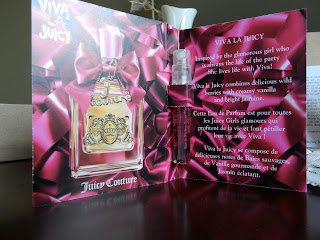 VIVA
LA
JUICY
Juicy
Couture
Juicy Couture
VIVA LA JUICY
Inspired by the glamorous girl who
is always the life of the party
She lives life with Viva!
Viva la Juicy combines delicious wild
berries with creamy vanilla
and bright jasmine.
Cette Eau de Parfum est pour toutes
les Juicy Girls glamours qui
profitent de la vie et font pétiller
leur vie avec Viva !
Viva la Juicy se compose de
délicieuses notes de Baies sauvages,
de Vanille gourmande et de
Jasmin éclatant.